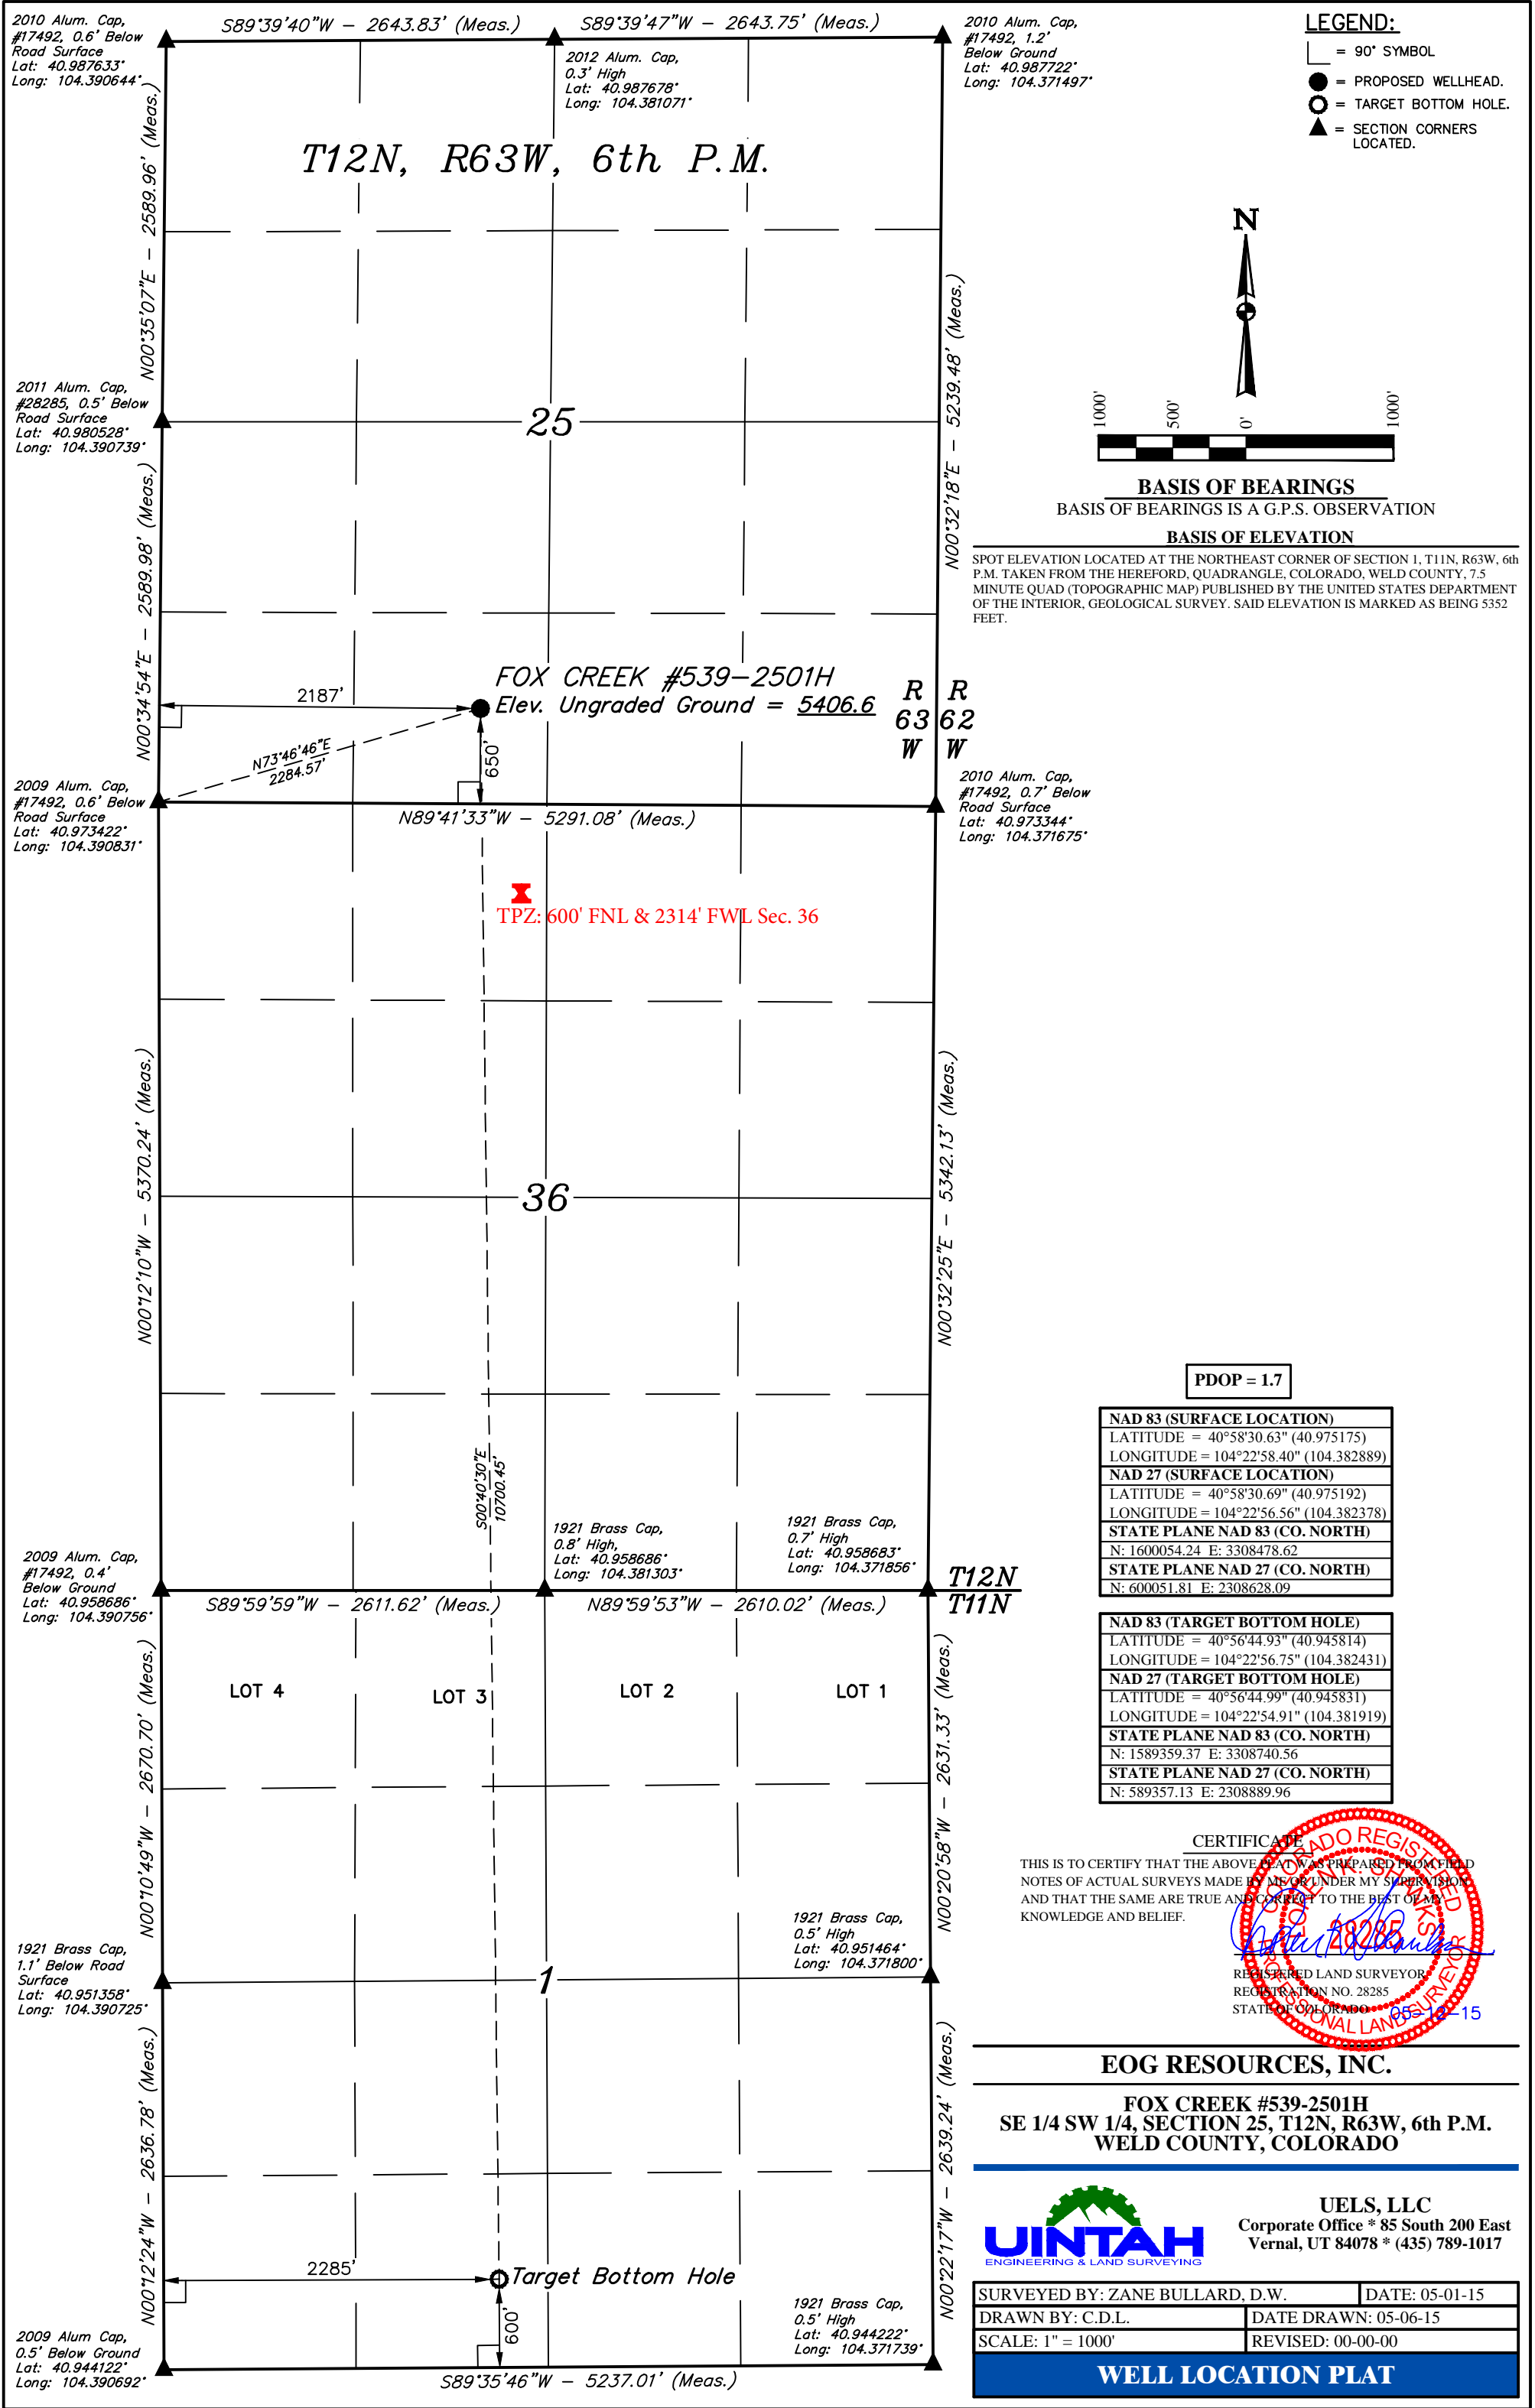 2010 Alum. Cap,
#17492, 0.6' Below
Road Surface
Lat: 40.987633°
Long: 104.390644°
S89°39'40"W - 2643.83' (Meas.)
S89°39'47"W - 2643.75' (Meas.)
2012 Alum. Cap,
0.3' High
Lat: 40.987678°
Long: 104.381071°
2010 Alum. Cap,
#17492, 1.2'
Below Ground
Lat: 40.987722°
Long: 104.371497°
LEGEND:
= 90° SYMBOL
= PROPOSED WELLHEAD.
= TARGET BOTTOM HOLE.
= SECTION CORNERS
LOCATED.
T12N, R63W, 6th P.M.
N00°35'07"E - 2589.96' (Meas.)
N00°32'18"E - 5239.48' (Meas.)
N
2011 Alum. Cap,
#28285, 0.5' Below
Road Surface
Lat: 40.980528°
Long: 104.390739°
25
1000'
500'
0'
1000'
BASIS OF BEARINGS
BASIS OF BEARINGS IS A G.P.S. OBSERVATION
BASIS OF ELEVATION
SPOT ELEVATION LOCATED AT THE NORTHEAST CORNER OF SECTION 1, T11N, R63W, 6th
P.M. TAKEN FROM THE HEREFORD, QUADRANGLE, COLORADO, WELD COUNTY, 7.5
MINUTE QUAD (TOPOGRAPHIC MAP) PUBLISHED BY THE UNITED STATES DEPARTMENT
OF THE INTERIOR, GEOLOGICAL SURVEY. SAID ELEVATION IS MARKED AS BEING 5352
FEET.
N00°34'54"E - 2589.98' (Meas.)
2187'
FOX CREEK #539-2501H
Elev. Ungraded Ground = 5406.6
R R
63 62
W W
650'
N73°46'46"E
2284.57'
2009 Alum. Cap,
#17492, 0.6' Below
Road Surface
Lat: 40.973422°
Long: 104.390831°
N89°41'33"W - 5291.08' (Meas.)
2010 Alum. Cap,
#17492, 0.7' Below
Road Surface
Lat: 40.973344°
Long: 104.371675°
TPZ: 600' FNL & 2314' FWL Sec. 36
N00°12'10"W - 5370.24' (Meas.)
36
N00°32'25"E - 5342.13' (Meas.)
S00°40'30"E
10700.45'
PDOP = 1.7
NAD 83 (SURFACE LOCATION)
LATITUDE = 40°58'30.63" (40.975175)
LONGITUDE = 104°22'58.40" (104.382889)
NAD 27 (SURFACE LOCATION)
LATITUDE = 40°58'30.69" (40.975192)
LONGITUDE = 104°22'56.56" (104.382378)
STATE PLANE NAD 83 (CO. NORTH)
N: 1600054.24 E: 3308478.62
STATE PLANE NAD 27 (CO. NORTH)
N: 600051.81 E: 2308628.09
2009 Alum. Cap,
#17492, 0.4'
Below Ground
Lat: 40.958686°
Long: 104.390756°
1921 Brass Cap,
0.8' High,
Lat: 40.958686°
Long: 104.381303°
1921 Brass Cap,
0.7' High
Lat: 40.958683°
Long: 104.371856°
T12N
T11N
S89°59'59"W - 2611.62' (Meas.)
N89°59'53"W - 2610.02' (Meas.)
NAD 83 (TARGET BOTTOM HOLE)
LATITUDE = 40°56'44.93" (40.945814)
LONGITUDE = 104°22'56.75" (104.382431)
NAD 27 (TARGET BOTTOM HOLE)
LATITUDE = 40°56'44.99" (40.945831)
LONGITUDE = 104°22'54.91" (104.381919)
STATE PLANE NAD 83 (CO. NORTH)
N: 1589359.37 E: 3308740.56
STATE PLANE NAD 27 (CO. NORTH)
N: 589357.13 E: 2308889.96
LOT 4
LOT 3
LOT 2
LOT 1
N00°10'49"W - 2670.70' (Meas.)
N00°20'58"W - 2631.33' (Meas.)
CERTIFICATE
THIS IS TO CERTIFY THAT THE ABOVE PLAT WAS PREPARED FROM FIELD
NOTES OF ACTUAL SURVEYS MADE BY ME OR UNDER MY SUPERVISION
AND THAT THE SAME ARE TRUE AND CORRECT TO THE BEST OF MY
KNOWLEDGE AND BELIEF.
COLORADO REGISTERED
LOREN K. SHANKS
28285
PROFESSIONAL LAND SURVEYOR
REGISTERED LAND SURVEYOR
REGISTRATION NO. 28285
STATE OF COLORADO
05-12-15
1921 Brass Cap,
1.1' Below Road
Surface
Lat: 40.951358°
Long: 104.390725°
1
1921 Brass Cap,
0.5' High
Lat: 40.951464°
Long: 104.371800°
N00°12'24"W - 2636.78' (Meas.)
N00°22'17"W - 2639.24' (Meas.)
2285'
Target Bottom Hole
600'
2009 Alum Cap,
0.5' Below Ground
Lat: 40.944122°
Long: 104.390692°
S89°35'46"W - 5237.01' (Meas.)
1921 Brass Cap,
0.5' High
Lat: 40.944222°
Long: 104.371739°
EOG RESOURCES, INC.
FOX CREEK #539-2501H
SE 1/4 SW 1/4, SECTION 25, T12N, R63W, 6th P.M.
WELD COUNTY, COLORADO
UINTAH
ENGINEERING & LAND SURVEYING
UELS, LLC
Corporate Office * 85 South 200 East
Vernal, UT 84078 * (435) 789-1017
SURVEYED BY: ZANE BULLARD, D.W. DATE: 05-01-15
DRAWN BY: C.D.L. DATE DRAWN: 05-06-15
SCALE: 1" = 1000' REVISED: 00-00-00
WELL LOCATION PLAT